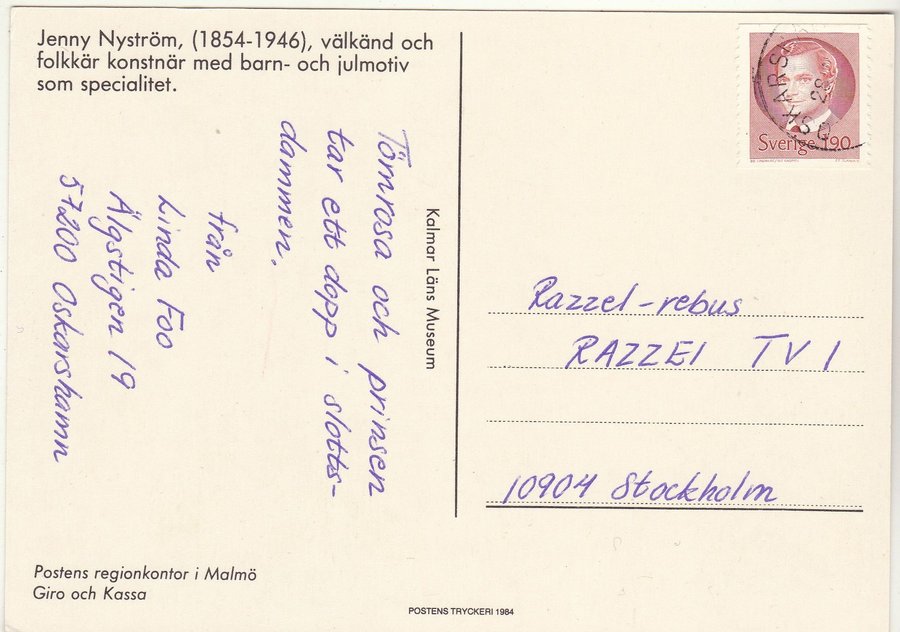 Jenny Nyström, (1854-1946), välkänd och
folkkär konstnär med barn- och julmotiv
som specialitet.
Törnrosa och prinsen
tar ett dopp i slotts-
dammen.
från
Linda Foo
Älgstigen 19
57200 Oskarshamn
Kalmar Läns Museum
Sverige 190
Razzel-rebus
RAZZEL TV 1
10904 Stockholm
Postens regionkontor i Malmö
Giro och Kassa
POSTENS TRYCKERI 1984